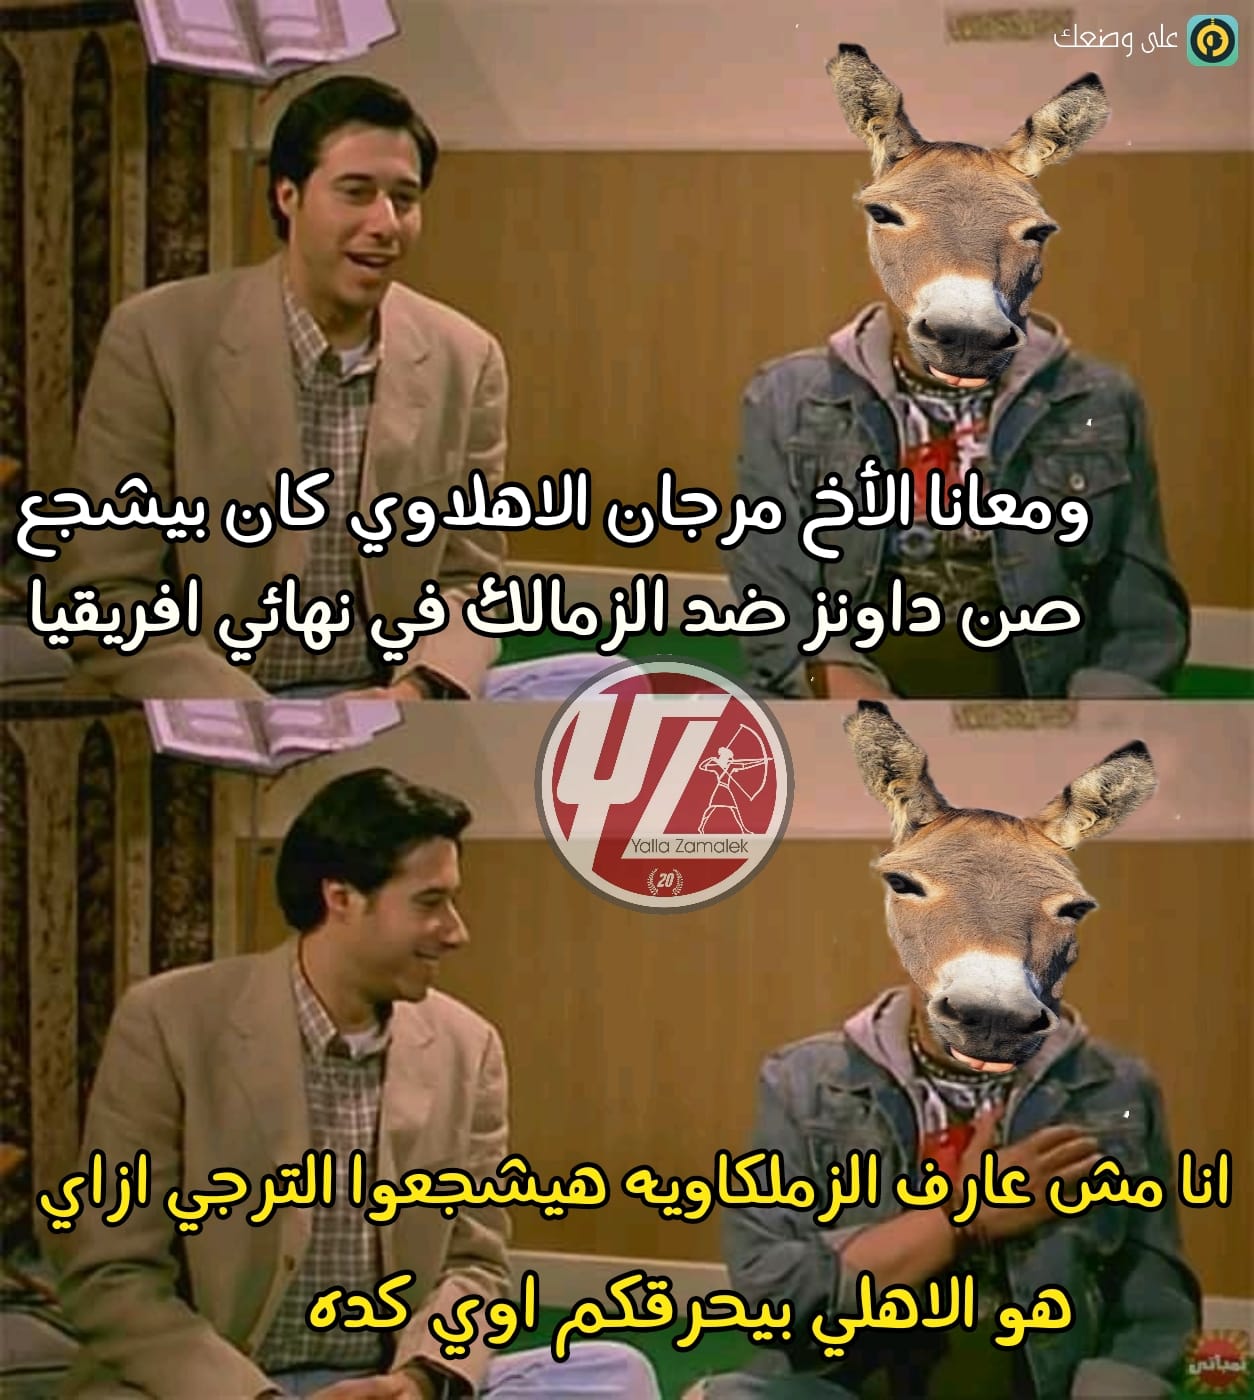 على وضعك
ومعانا الأخ مرجان الاهلاوي كان بيشجع
صن داونز ضد الزمالك في نهائي افريقيا
YZ
Yalla Zamalek
20
انا مش عارف الزملكاويه هيشجعوا الترجي ازاي
هو الاهلي بيحرقكم اوي كده